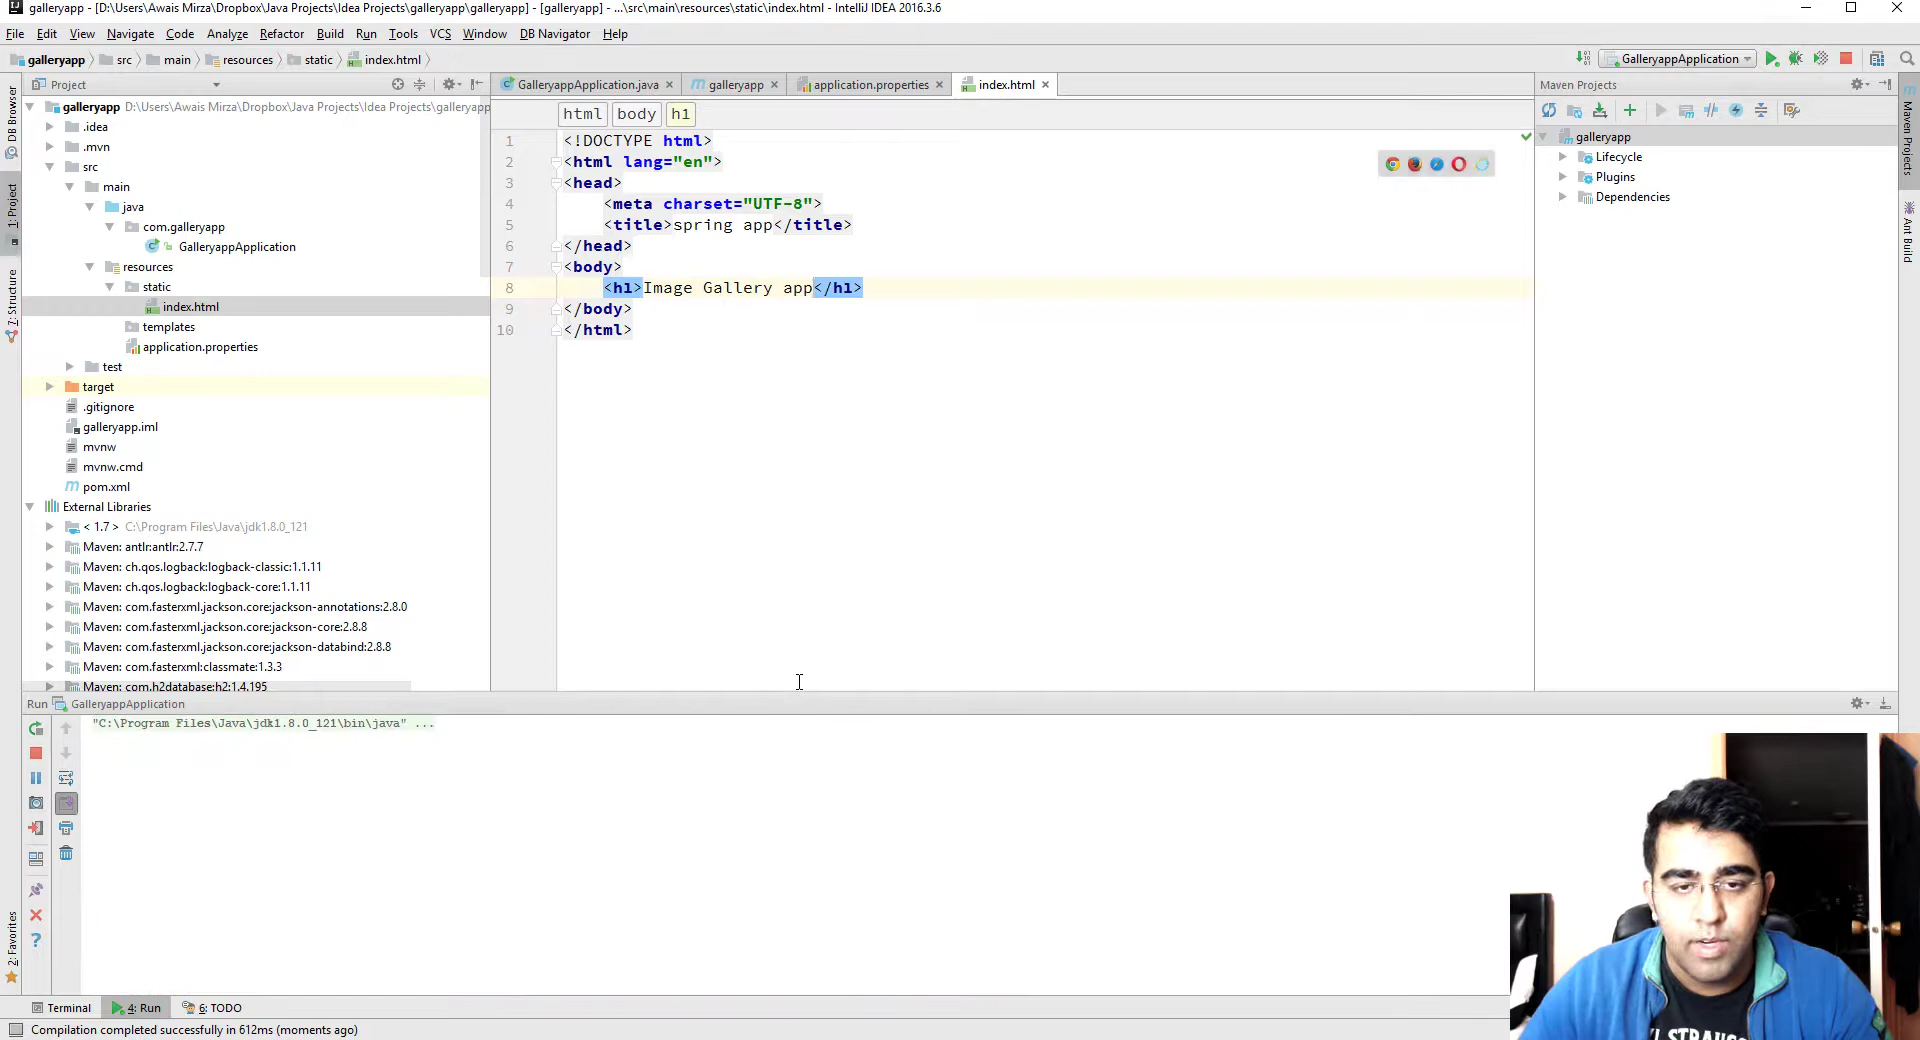 galleryapp - [D:\Users\Awais Mirza\Dropbox\Java Projects\Idea Projects\galleryapp\galleryapp] - [galleryapp] - ...\src\main\resources\static\index.html - IntelliJ IDEA 2016.3.6
File Edit View Navigate Code Analyze Refactor Build Run Tools VCS Window DB Navigator Help
galleryapp src main resources static index.html GalleryappApplication
Project GalleryappApplication.java galleryapp application.properties index.html Maven Projects
galleryapp D:\Users\Awais Mirza\Dropbox\Java Projects\Idea Projects\galleryapp
.idea
.mvn
src
main
java
com.galleryapp
GalleryappApplication
resources
static
index.html
templates
application.properties
test
target
.gitignore
galleryapp.iml
mvnw
mvnw.cmd
pom.xml
External Libraries
< 1.7 > C:\Program Files\Java\jdk1.8.0_121
Maven: antlr:antlr:2.7.7
Maven: ch.qos.logback:logback-classic:1.1.11
Maven: ch.qos.logback:logback-core:1.1.11
Maven: com.fasterxml.jackson.core:jackson-annotations:2.8.0
Maven: com.fasterxml.jackson.core:jackson-core:2.8.8
Maven: com.fasterxml.jackson.core:jackson-databind:2.8.8
Maven: com.fasterxml:classmate:1.3.3
Maven: com.h2database:h2:1.4.195
html body h1
1 <!DOCTYPE html>
2 <html lang="en">
3 <head>
4 <meta charset="UTF-8">
5 <title>spring app</title>
6 </head>
7 <body>
8 <h1>Image Gallery app</h1>
9 </body>
10 </html>
galleryapp
Lifecycle
Plugins
Dependencies
DB Browser
1: Project
7: Structure
2: Favorites
Maven Projects
Ant Build
Run GalleryappApplication
"C:\Program Files\Java\jdk1.8.0_121\bin\java" ...
Terminal 4: Run 6: TODO
Compilation completed successfully in 612ms (moments ago)